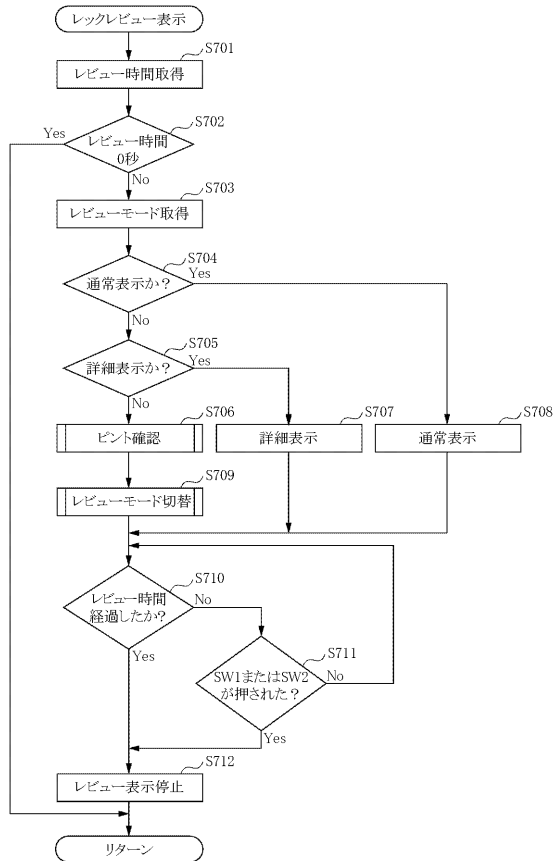 レックレビュー表示
S701
レビュー時間取得
S702
Yes
レビュー時間
0秒
No
S703
レビューモード取得
S704
通常表示か？
Yes
No
S705
詳細表示か？
Yes
No
S706
ピント確認
S707
詳細表示
S708
通常表示
S709
レビューモード切替
S710
レビュー時間
経過したか？
No
Yes
S711
SW1またはSW2
が押された？
No
Yes
S712
レビュー表示停止
リターン